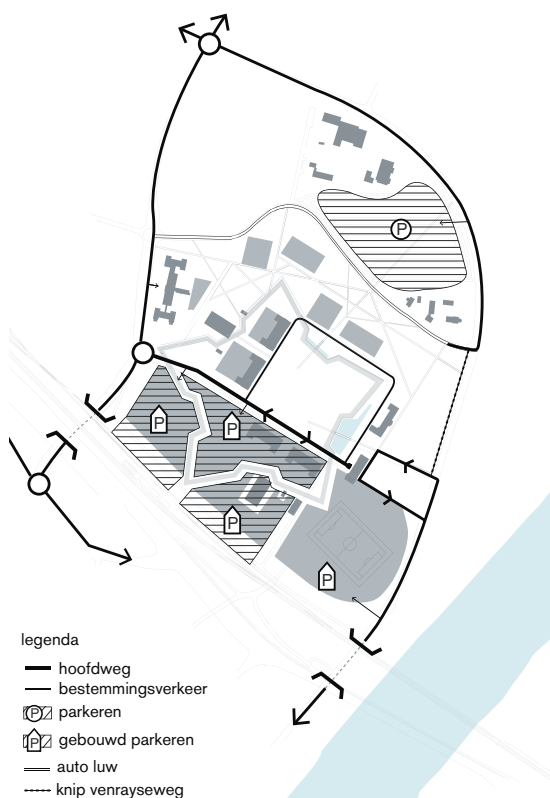 P
P
P
P
P
legenda
hoofdweg
bestemmingsverkeer
P parkeren
P gebouwd parkeren
auto luw
knip venrayseweg